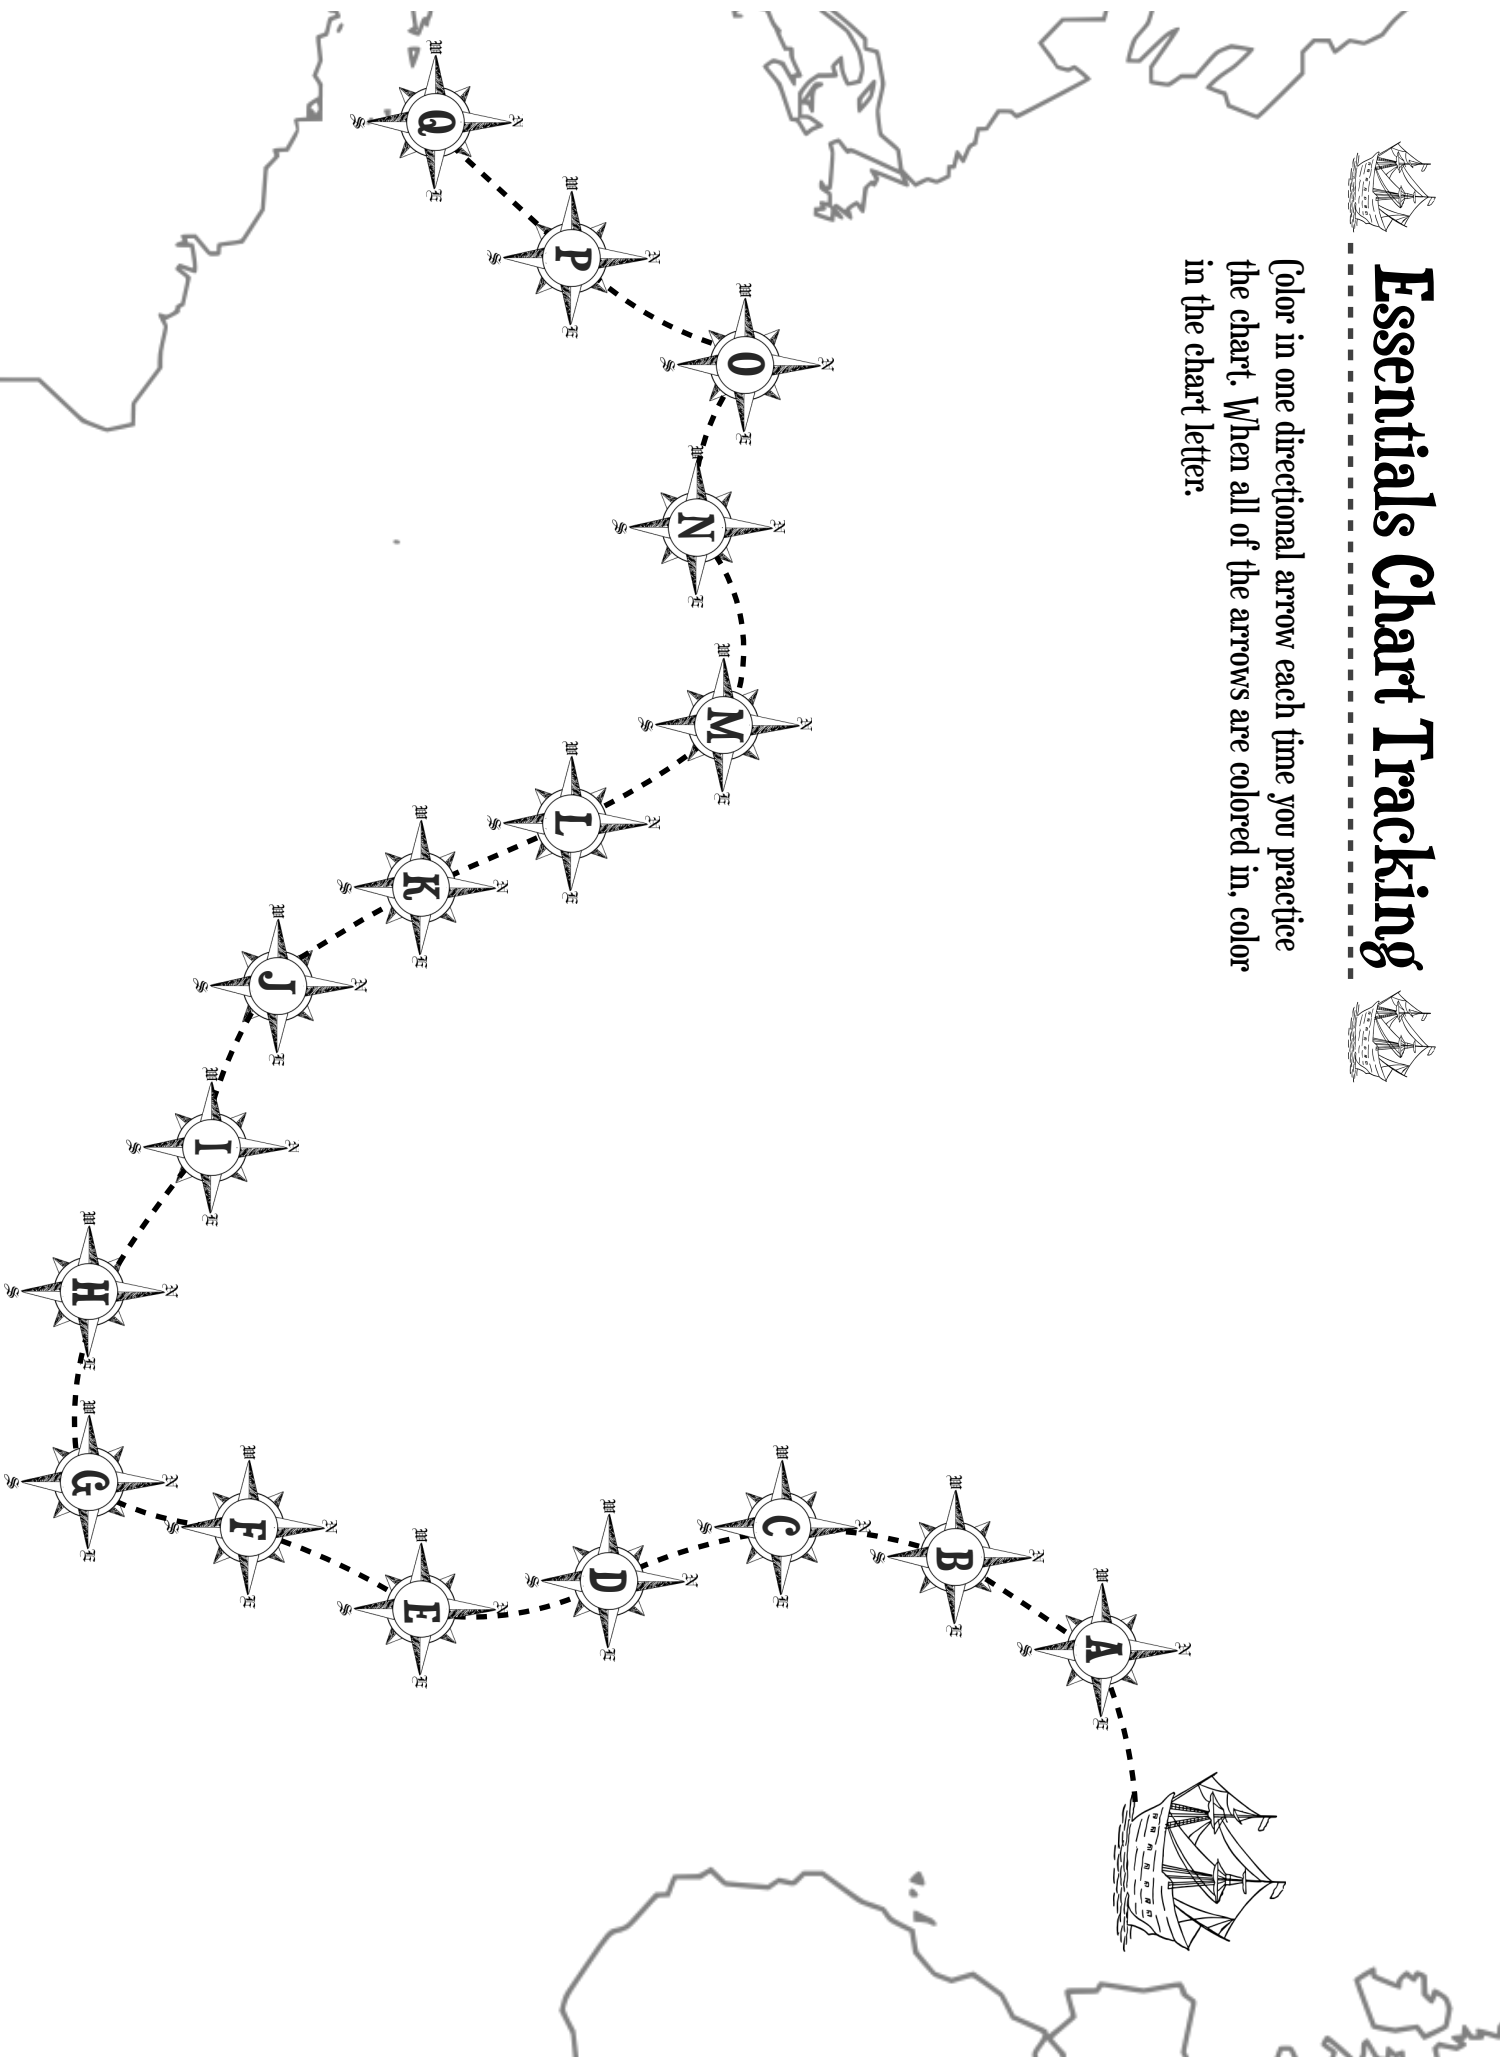 Essentials Chart Tracking
Color in one directional arrow each time you practice
the chart. When all of the arrows are colored in, color
in the chart letter.
N
W
Q
E
S
N
W
P
E
S
N
W
O
E
S
N
W
N
E
S
N
W
M
E
S
N
W
L
E
S
N
W
K
E
S
N
W
J
E
S
N
W
I
E
S
N
W
H
E
S
N
W
G
E
S
N
W
F
E
S
N
W
E
E
S
N
W
D
E
S
N
W
C
E
S
N
W
B
E
S
N
W
A
E
S